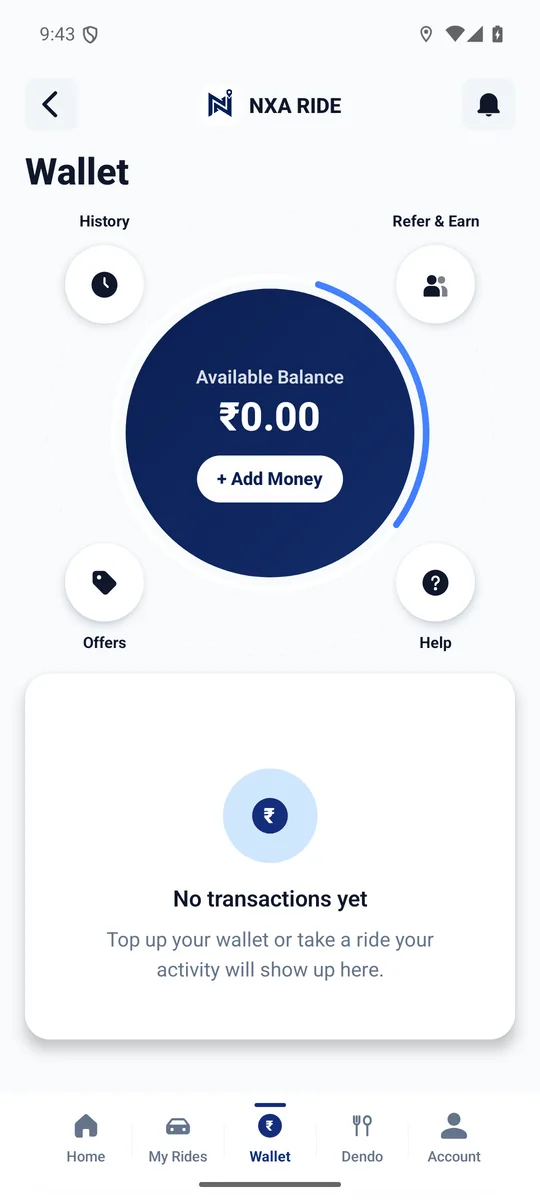 9:43
NXA RIDE
Wallet
History
Refer & Earn
Available Balance
₹0.00
+ Add Money
Offers
Help
₹
No transactions yet
Top up your wallet or take a ride your
activity will show up here.
₹
Home
My Rides
Wallet
Dendo
Account